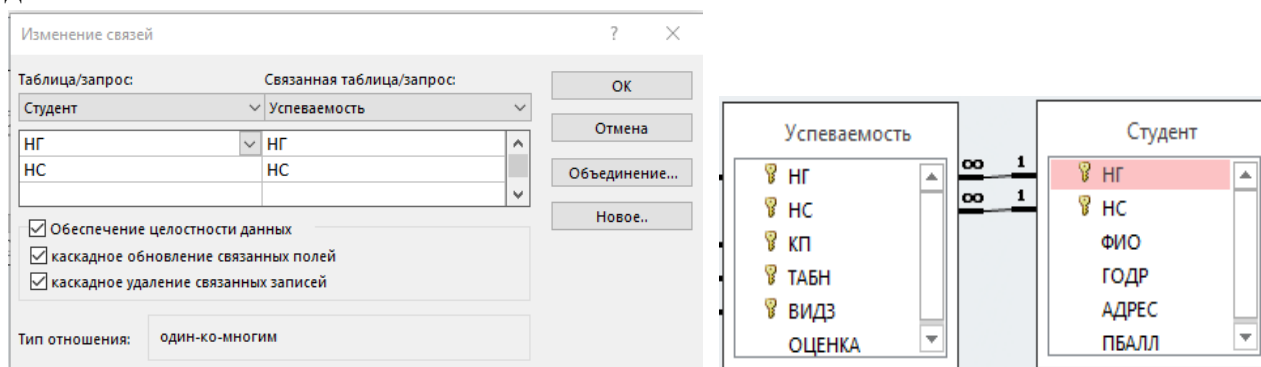 Изменение связей ?
Таблица/запрос: Связанная таблица/запрос:
Студент Успеваемость
НГ НГ
НС НС
Обеспечение целостности данных
каскадное обновление связанных полей
каскадное удаление связанных записей
Тип отношения: один-ко-многим
ОК
Отмена
Объединение...
Новое..
Успеваемость
НГ
НС
КП
ТАБН
ВИДЗ
ОЦЕНКА
∞ 1
∞ 1
Студент
НГ
НС
ФИО
ГОДР
АДРЕС
ПБАЛЛ